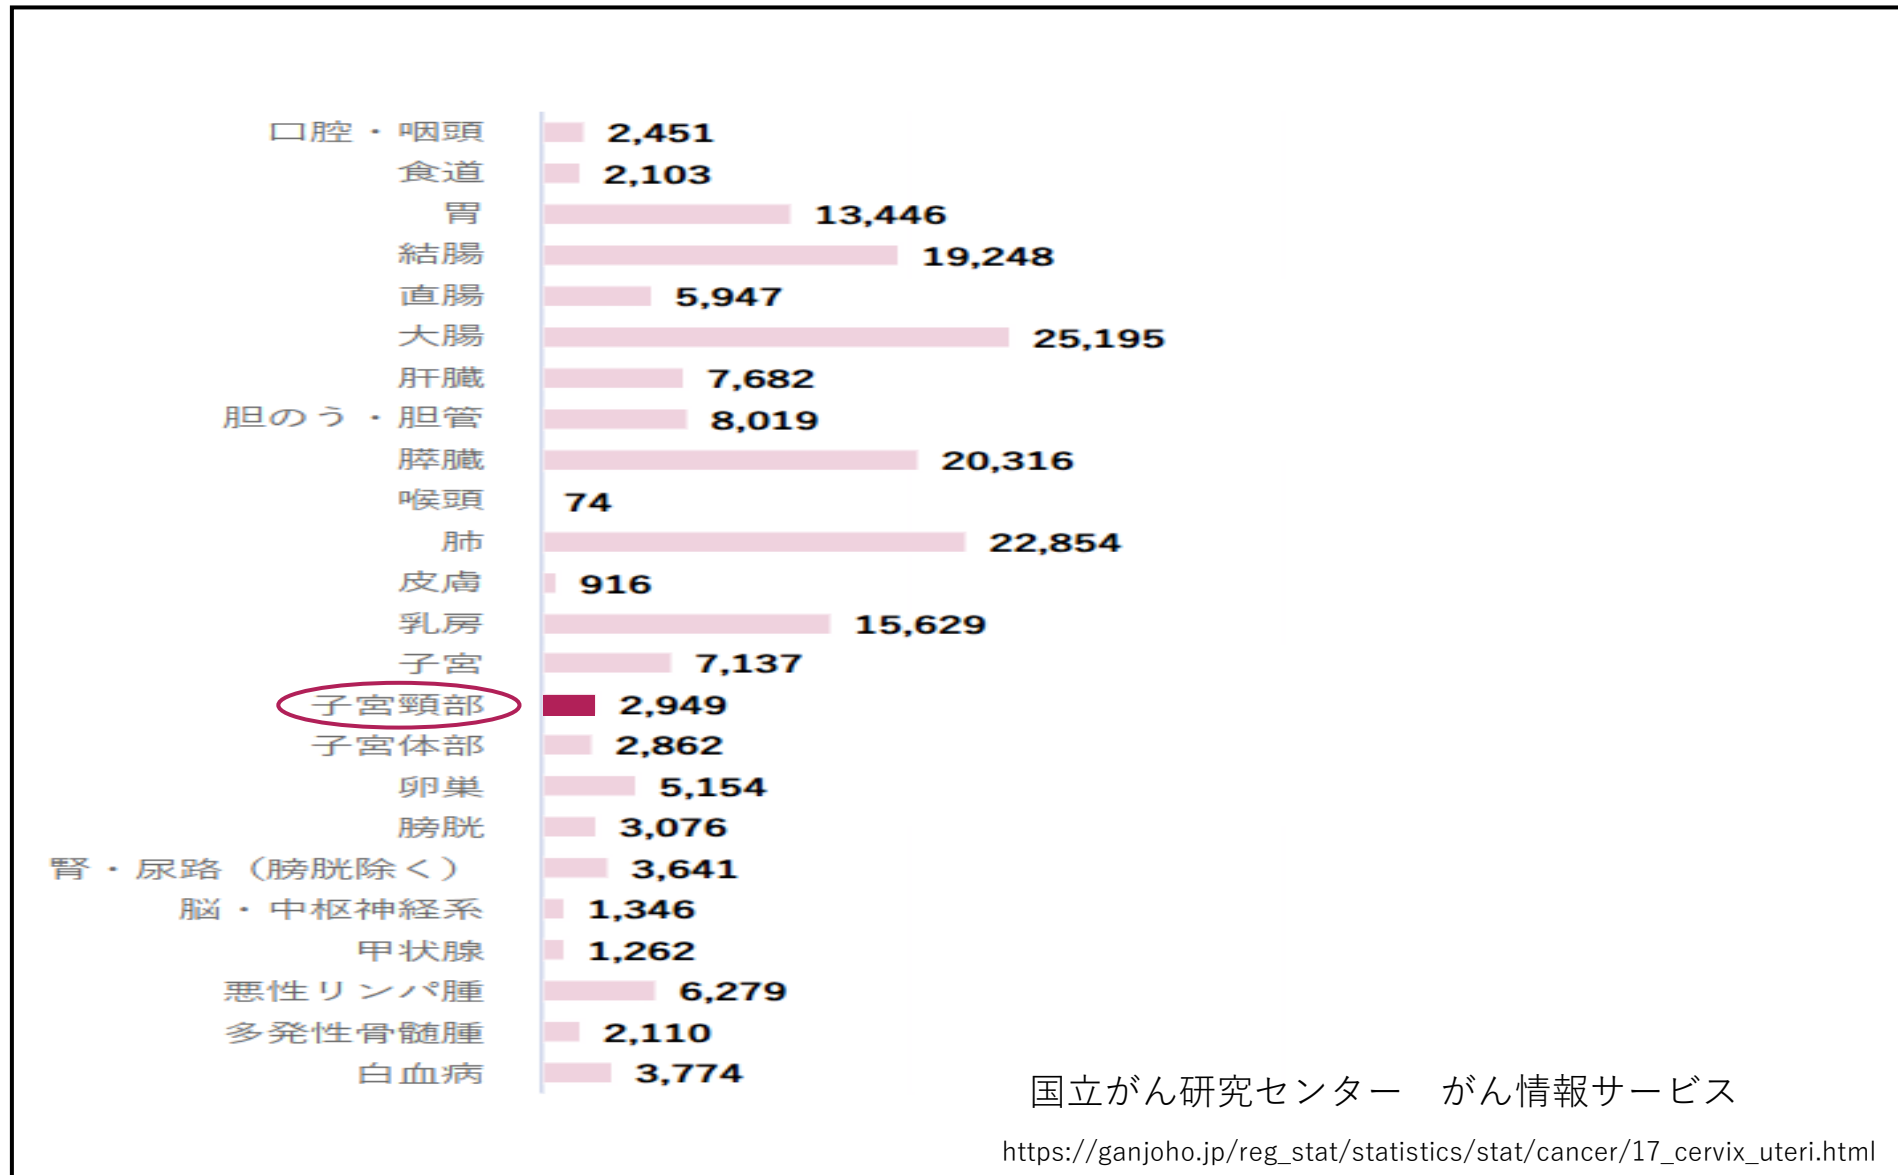 口腔・咽頭 2,451
食道 2,103
胃 13,446
結腸 19,248
直腸 5,947
大腸 25,195
肝臓 7,682
胆のう・胆管 8,019
膵臓 20,316
喉頭 74
肺 22,854
皮膚 916
乳房 15,629
子宮 7,137
子宮頸部 2,949
子宮体部 2,862
卵巣 5,154
膀胱 3,076
腎・尿路（膀胱除く） 3,641
脳・中枢神経系 1,346
甲状腺 1,262
悪性リンパ腫 6,279
多発性骨髄腫 2,110
白血病 3,774
国立がん研究センター　がん情報サービス
https://ganjoho.jp/reg_stat/statistics/stat/cancer/17_cervix_uteri.html